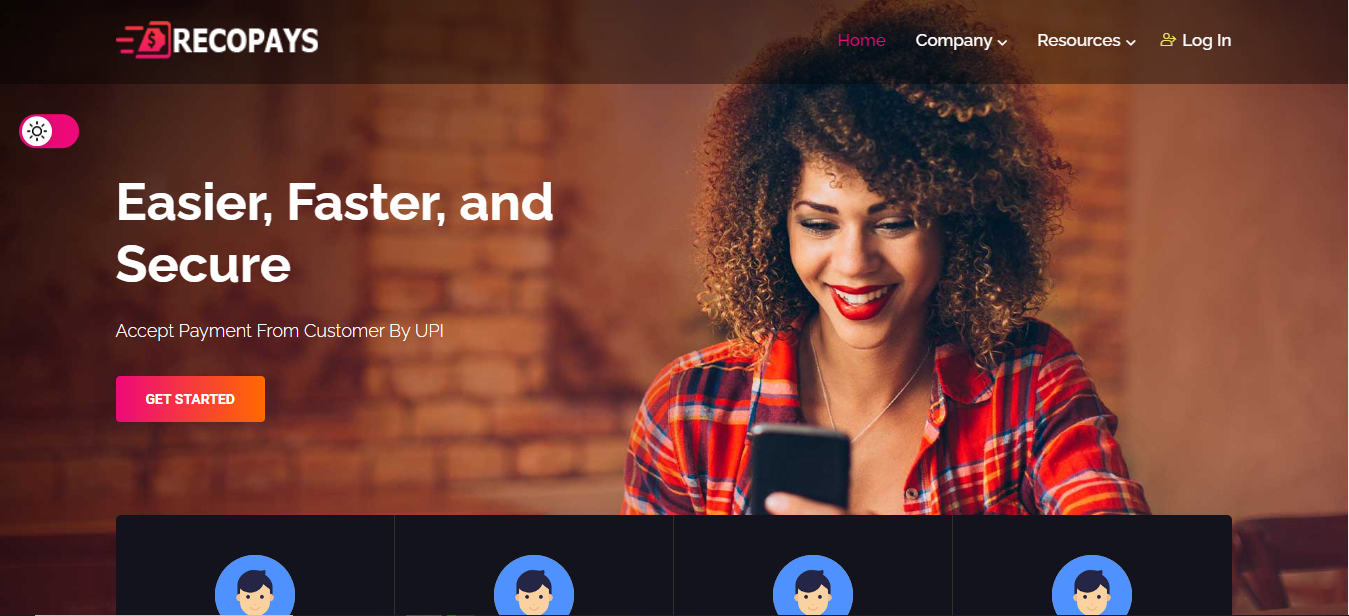 RECOPAYS
Home
Company
Resources
Log In
Easier, Faster, and
Secure
Accept Payment From Customer By UPI
GET STARTED